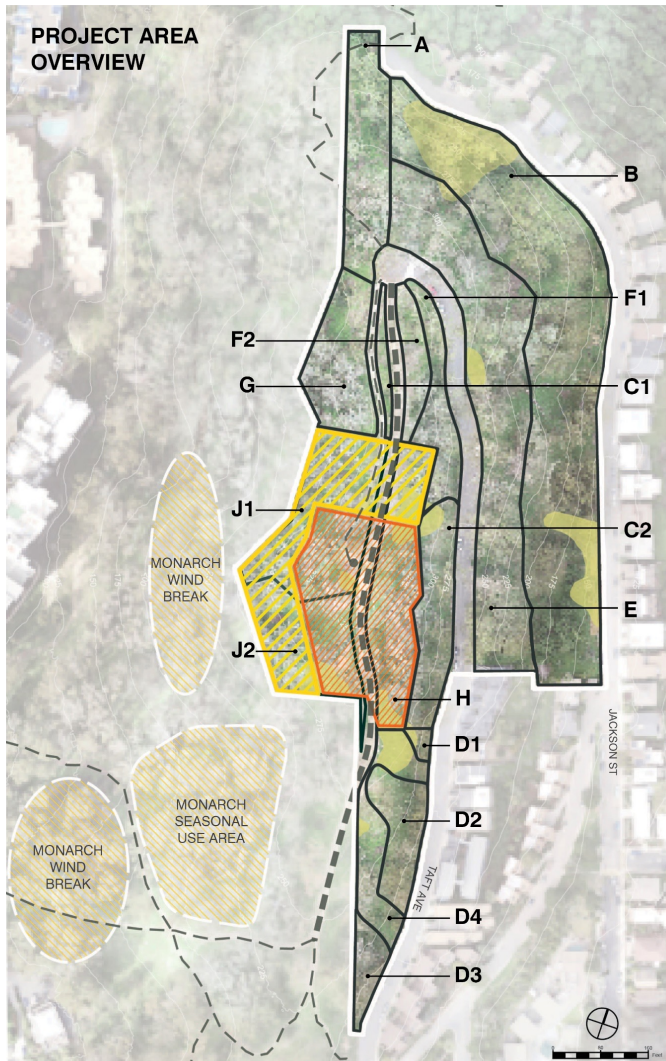 PROJECT AREA
OVERVIEW
A
B
F1
F2
G
C1
J1
C2
MONARCH
WIND
BREAK
E
J2
H
JACKSON ST
D1
MONARCH
SEASONAL
USE AREA
D2
MONARCH
WIND
BREAK
TAFT AVE
D4
D3